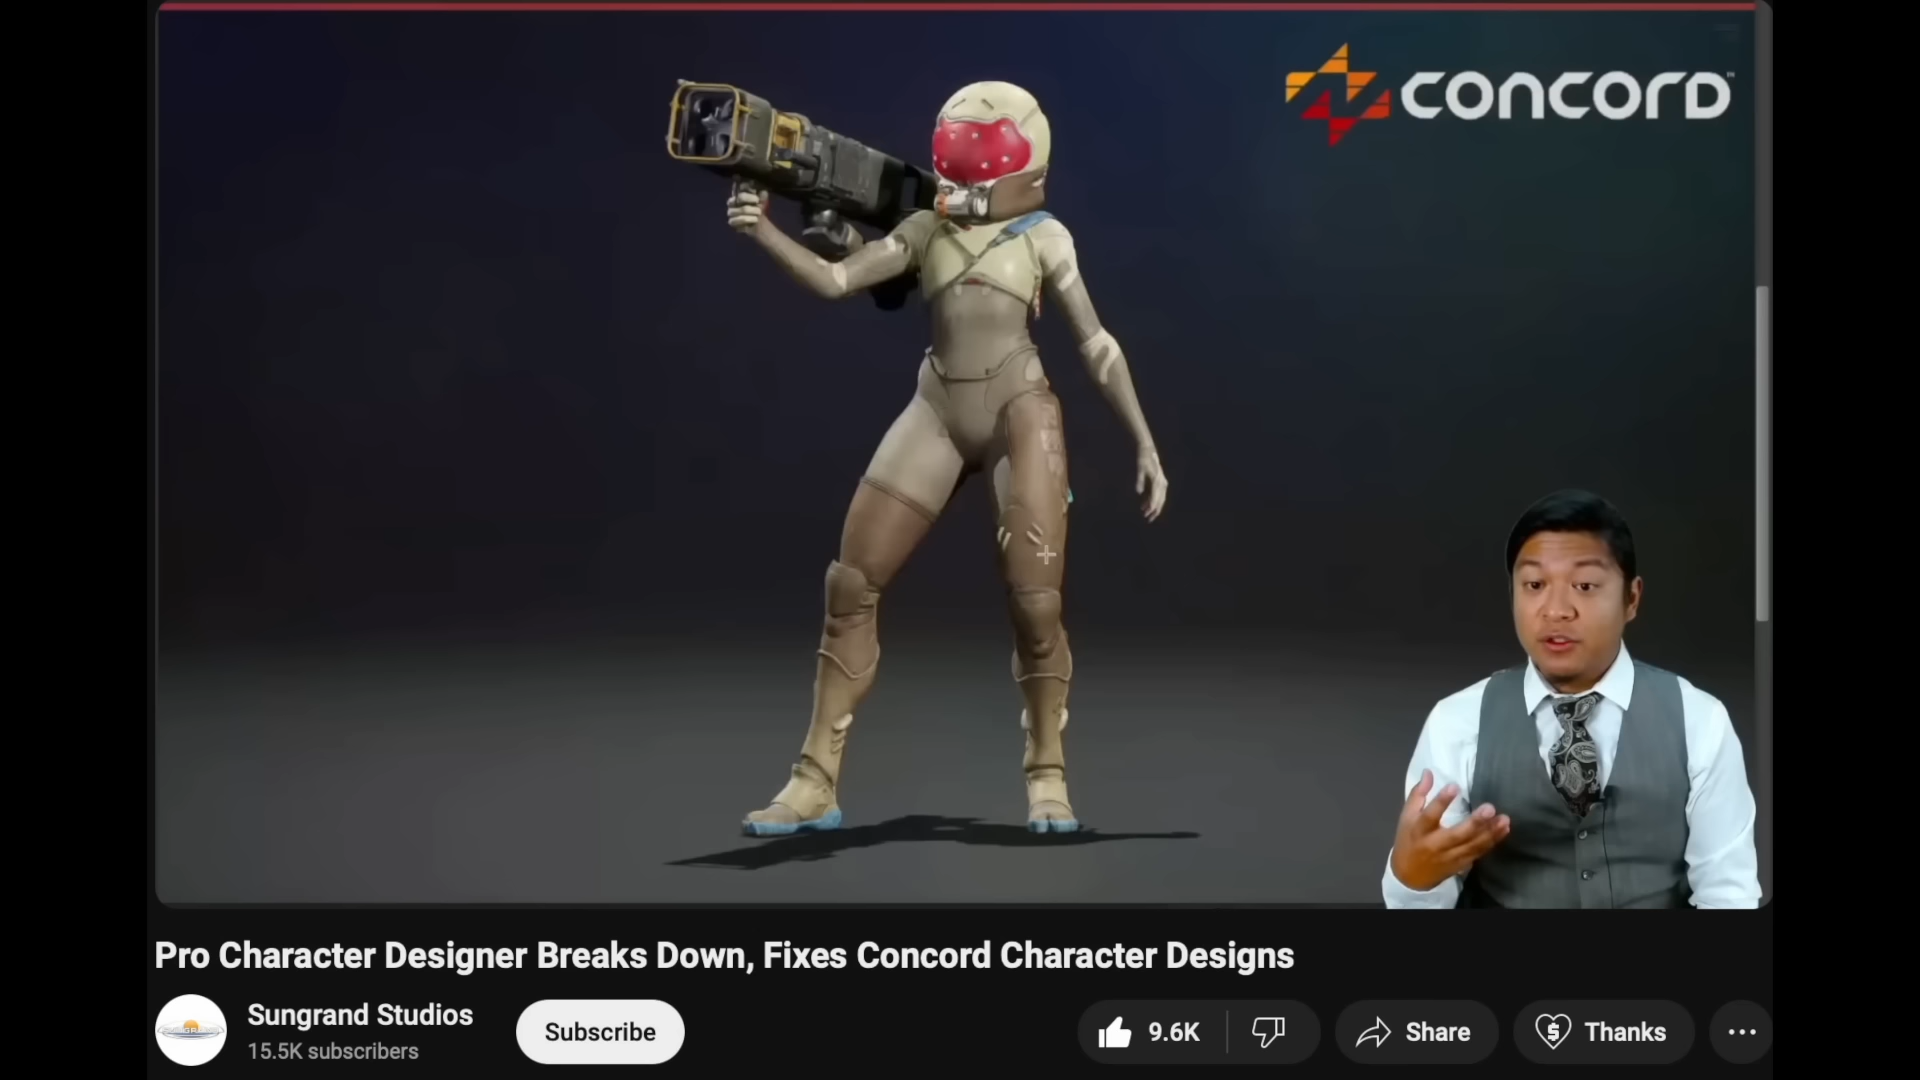 CONCORD™
Pro Character Designer Breaks Down, Fixes Concord Character Designs
Sungrand Studios
15.5K subscribers
Subscribe
9.6K
Share
Thanks